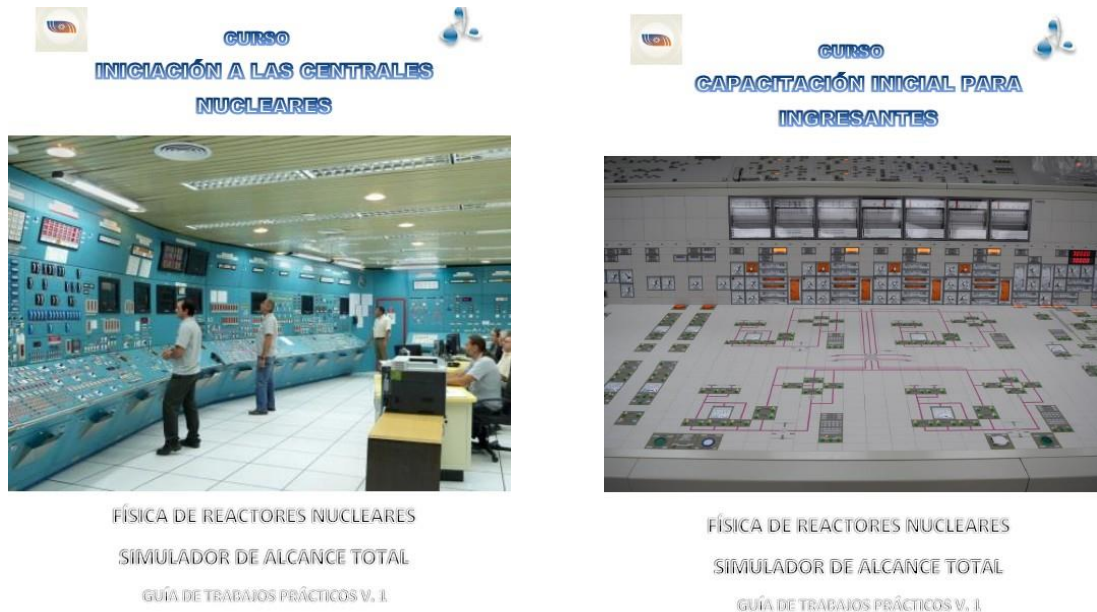 CURSO
INICIACIÓN A LAS CENTRALES
NUCLEARES
FÍSICA DE REACTORES NUCLEARES
SIMULADOR DE ALCANCE TOTAL
GUÍA DE TRABAJOS PRÁCTICOS V. 1
CURSO
CAPACITACIÓN INICIAL PARA
INGRESANTES
FÍSICA DE REACTORES NUCLEARES
SIMULADOR DE ALCANCE TOTAL
GUÍA DE TRABAJOS PRÁCTICOS V. 1